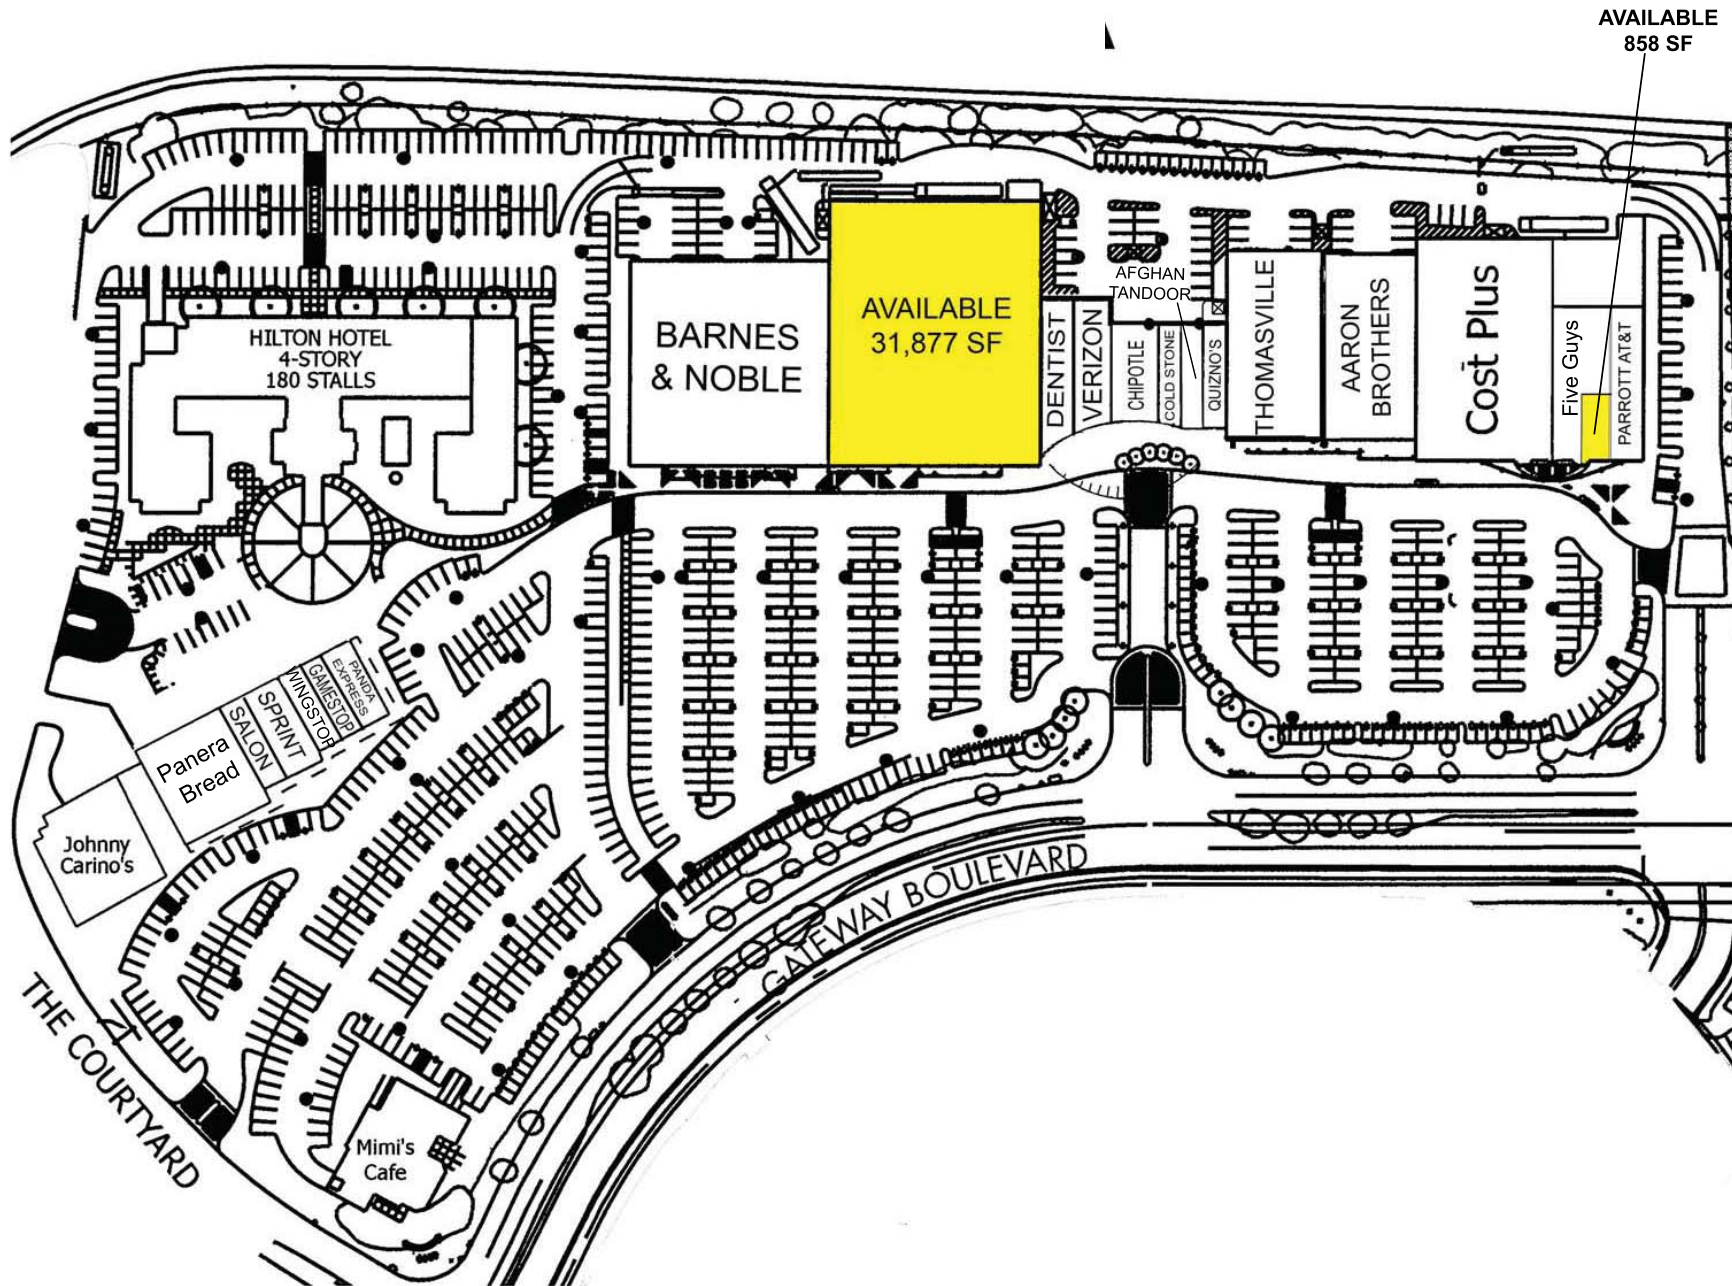 AVAILABLE
858 SF
HILTON HOTEL
4-STORY
180 STALLS
BARNES
& NOBLE
AVAILABLE
31,877 SF
DENTIST
VERIZON
AFGHAN
TANDOOR
CHIPOTLE
COLD STONE
QUIZNO'S
THOMASVILLE
AARON
BROTHERS
Cost Plus
Five Guys
PARROTT AT&T
PANDA
EXPRESS
GAMESTOP
WINGSTOP
SPRINT
SALON
Panera
Bread
Johnny
Carino's
GATEWAY BOULEVARD
THE COURTYARD
Mimi's
Cafe